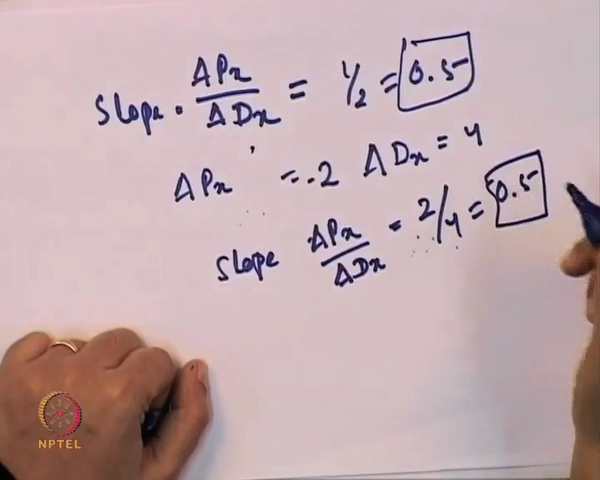 Slope = ΔPx/ΔDx = 1/2 = 0.5
ΔPx = 2 ΔDx = 4
Slope ΔPx/ΔDx = 2/4 = 0.5
NPTEL